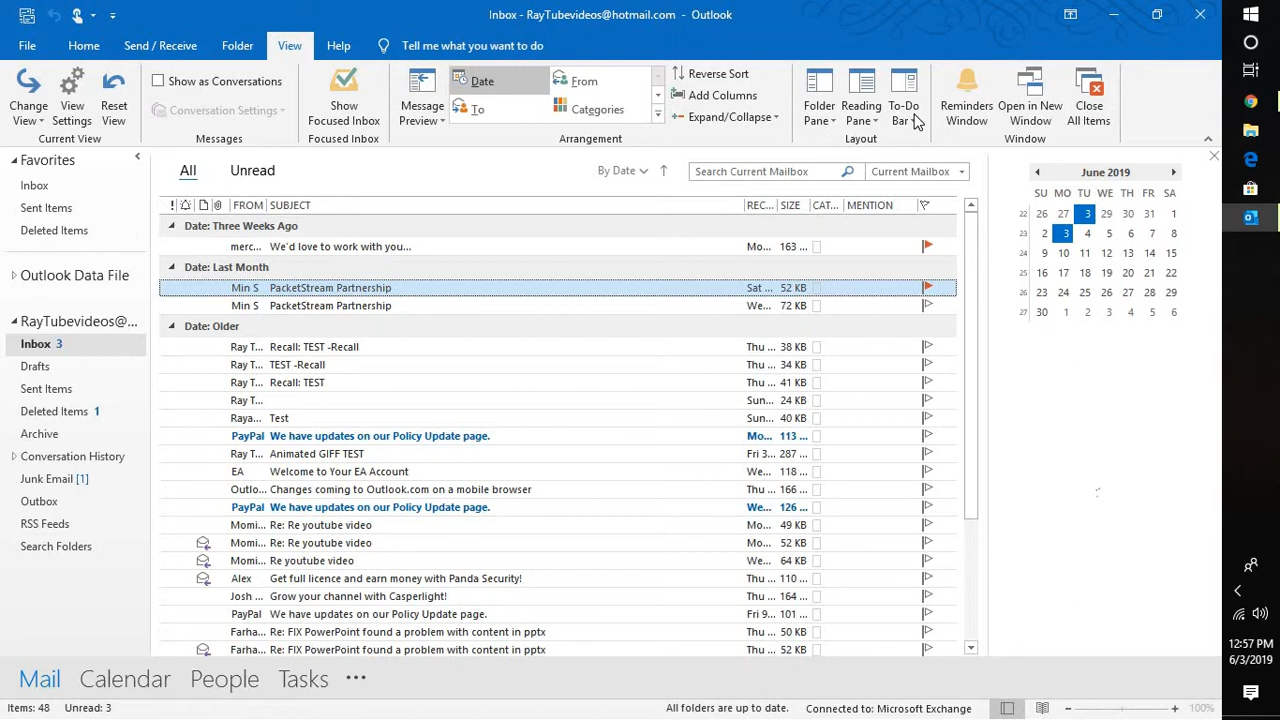 Inbox - RayTubevideos@hotmail.com - Outlook
File Home Send / Receive Folder View Help Tell me what you want to do
Change View
View Settings
Reset View
Current View
Show as Conversations
Conversation Settings
Messages
Show Focused Inbox
Focused Inbox
Message Preview
Date
From
To
Categories
Reverse Sort
Add Columns
Expand/Collapse
Arrangement
Folder Pane
Reading Pane
To-Do Bar
Layout
Reminders Window
Open in New Window
Close All Items
Window
Favorites
Inbox
Sent Items
Deleted Items
Outlook Data File
RayTubevideos@...
Inbox 3
Drafts
Sent Items
Deleted Items 1
Archive
Conversation History
Junk Email [1]
Outbox
RSS Feeds
Search Folders
All Unread By Date
Search Current Mailbox Current Mailbox
! FROM SUBJECT REC... SIZE CAT... MENTION
Date: Three Weeks Ago
merc... We'd love to work with you... Mo... 163 ...
Date: Last Month
Min S PacketStream Partnership Sat ... 52 KB
Min S PacketStream Partnership We... 72 KB
Date: Older
Ray T... Recall: TEST -Recall Thu ... 38 KB
Ray T... TEST -Recall Thu ... 34 KB
Ray T... Recall: TEST Thu ... 41 KB
Ray T... Sun... 24 KB
Raya... Test Sun... 40 KB
PayPal We have updates on our Policy Update page. Mo... 113 ...
Ray T... Animated GIFF TEST Fri 3... 287 ...
EA Welcome to Your EA Account We... 118 ...
Outlo... Changes coming to Outlook.com on a mobile browser Thu ... 166 ...
PayPal We have updates on our Policy Update page. We... 126 ...
Momi... Re: Re youtube video Mo... 49 KB
Momi... Re: Re youtube video Mo... 52 KB
Momi... Re youtube video We... 64 KB
Alex Get full licence and earn money with Panda Security! Thu ... 110 ...
Josh ... Grow your channel with Casperlight! Thu ... 164 ...
PayPal We have updates on our Policy Update page. Fri 9... 101 ...
Farha... Re: FIX PowerPoint found a problem with content in pptx Thu ... 50 KB
Farha... Re: FIX PowerPoint found a problem with content in pptx Thu ... 52 KB
June 2019
SU MO TU WE TH FR SA
22 26 27 3 29 30 31 1
23 2 3 4 5 6 7 8
24 9 10 11 12 13 14 15
25 16 17 18 19 20 21 22
26 23 24 25 26 27 28 29
27 30 1 2 3 4 5 6
Mail Calendar People Tasks ...
Items: 48 Unread: 3 All folders are up to date. Connected to: Microsoft Exchange 100%
12:57 PM
6/3/2019